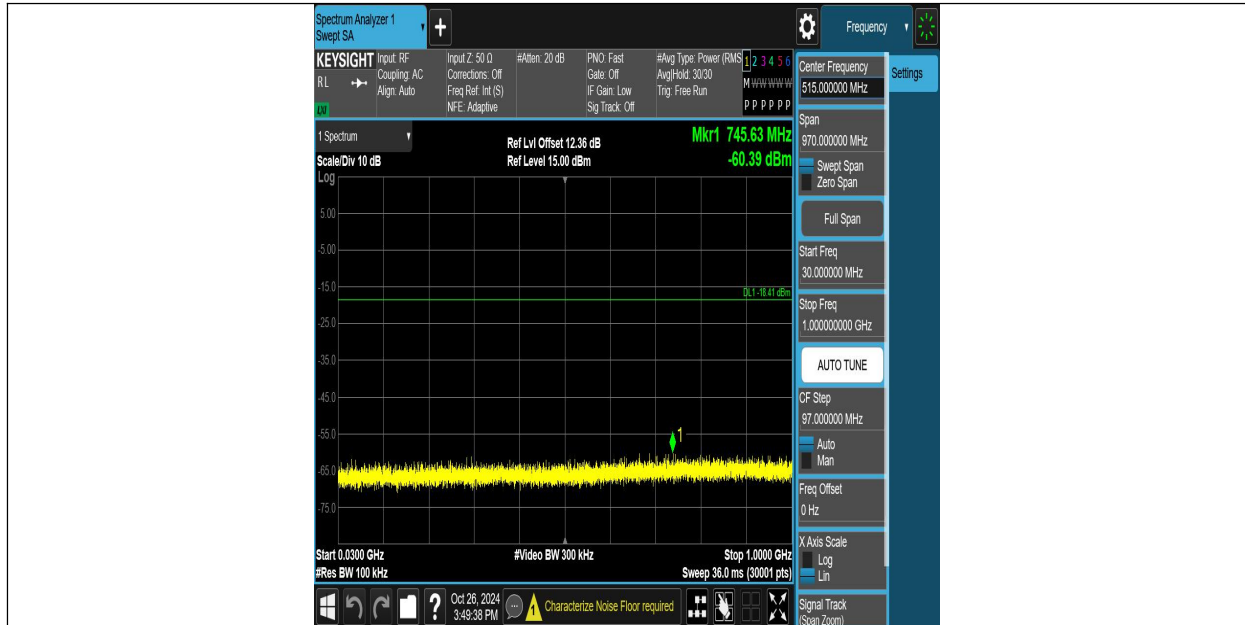 Spectrum Analyzer 1
Swept SA
+
Frequency
KEYSIGHT
RL
Input: RF
Coupling: AC
Align: Auto
Input Z: 50 Ω
Corrections: Off
Freq Ref: Int (S)
NFE: Adaptive
#Atten: 20 dB
PNO: Fast
Gate: Off
IF Gain: Low
Sig Track: Off
#Avg Type: Power (RMS
Avg|Hold: 30/30
Trig: Free Run
1 2 3 4 5 6
M W W W W W
P P P P P P
1 Spectrum
Scale/Div 10 dB
Log
Ref Lvl Offset 12.36 dB
Ref Level 15.00 dBm
Mkr1 745.63 MHz
-60.39 dBm
5.00
-5.00
-15.0
DL1 -18.41 dBm
-25.0
-35.0
-45.0
-55.0
1
-65.0
-75.0
Start 0.0300 GHz
#Res BW 100 kHz
#Video BW 300 kHz
Stop 1.0000 GHz
Sweep 36.0 ms (30001 pts)
Center Frequency
515.000000 MHz
Settings
Span
970.000000 MHz
Swept Span
Zero Span
Full Span
Start Freq
30.000000 MHz
Stop Freq
1.000000000 GHz
AUTO TUNE
CF Step
97.000000 MHz
Auto
Man
Freq Offset
0 Hz
X Axis Scale
Log
Lin
Signal Track
(Span Zoom)
?
Oct 26, 2024
3:49:38 PM
Characterize Noise Floor required